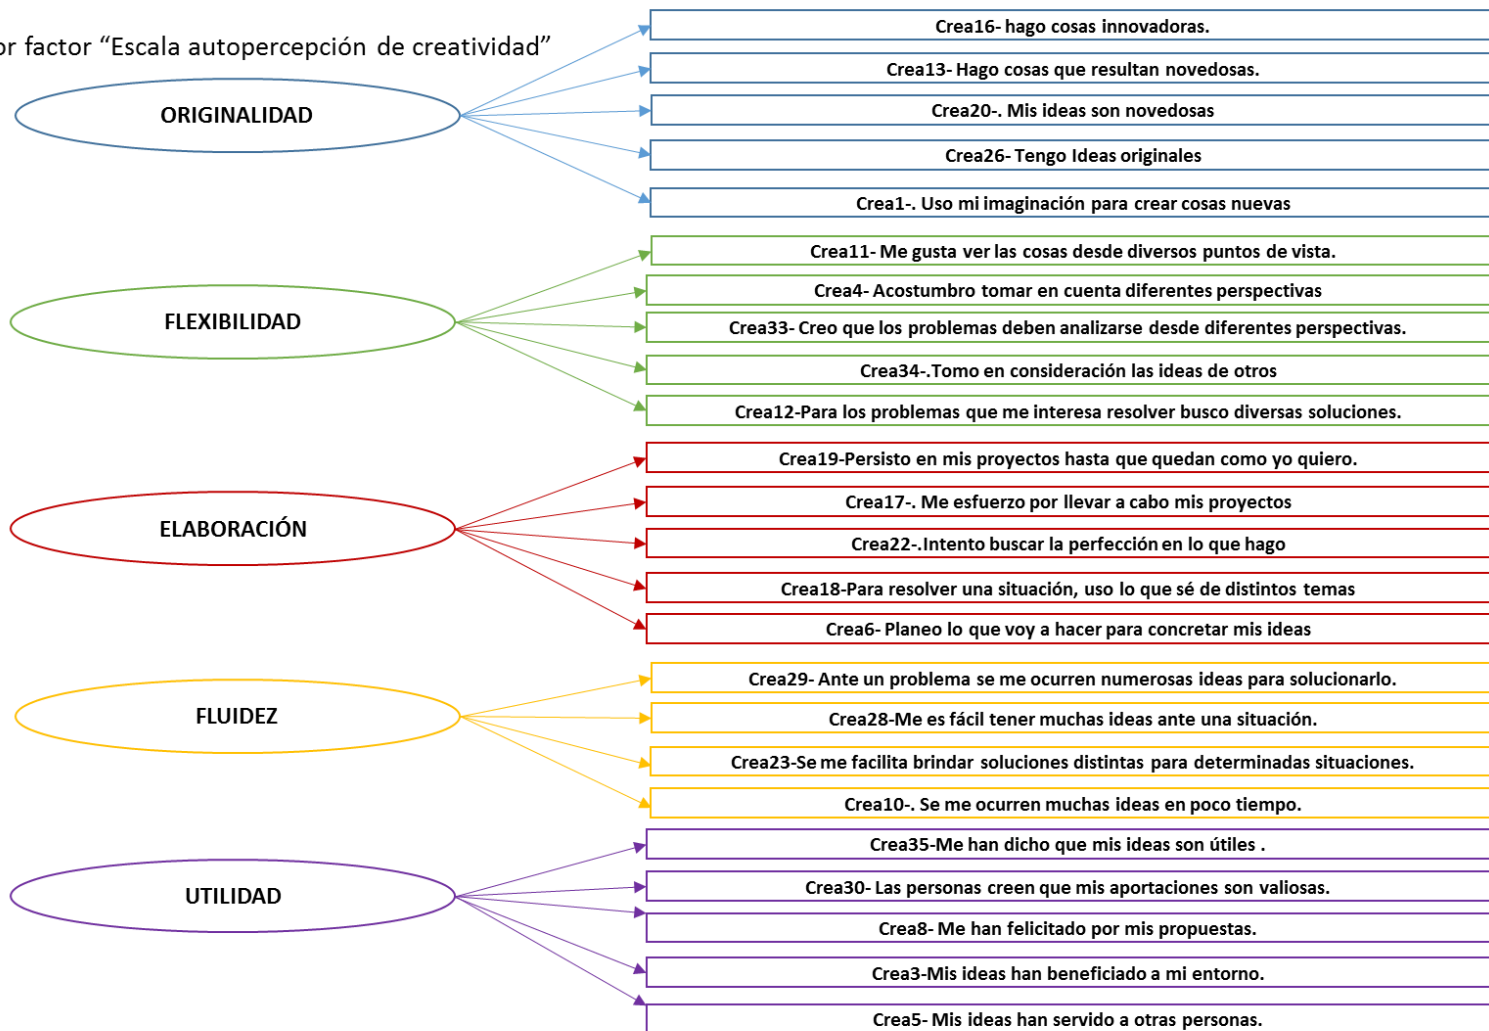 or factor “Escala autopercepción de creatividad”
ORIGINALIDAD
Crea16- hago cosas innovadoras.
Crea13- Hago cosas que resultan novedosas.
Crea20-. Mis ideas son novedosas
Crea26- Tengo Ideas originales
Crea1-. Uso mi imaginación para crear cosas nuevas
FLEXIBILIDAD
Crea11- Me gusta ver las cosas desde diversos puntos de vista.
Crea4- Acostumbro tomar en cuenta diferentes perspectivas
Crea33- Creo que los problemas deben analizarse desde diferentes perspectivas.
Crea34-.Tomo en consideración las ideas de otros
Crea12-Para los problemas que me interesa resolver busco diversas soluciones.
ELABORACIÓN
Crea19-Persisto en mis proyectos hasta que quedan como yo quiero.
Crea17-. Me esfuerzo por llevar a cabo mis proyectos
Crea22-.Intento buscar la perfección en lo que hago
Crea18-Para resolver una situación, uso lo que sé de distintos temas
Crea6- Planeo lo que voy a hacer para concretar mis ideas
FLUIDEZ
Crea29- Ante un problema se me ocurren numerosas ideas para solucionarlo.
Crea28-Me es fácil tener muchas ideas ante una situación.
Crea23-Se me facilita brindar soluciones distintas para determinadas situaciones.
Crea10-. Se me ocurren muchas ideas en poco tiempo.
UTILIDAD
Crea35-Me han dicho que mis ideas son útiles .
Crea30- Las personas creen que mis aportaciones son valiosas.
Crea8- Me han felicitado por mis propuestas.
Crea3-Mis ideas han beneficiado a mi entorno.
Crea5- Mis ideas han servido a otras personas.